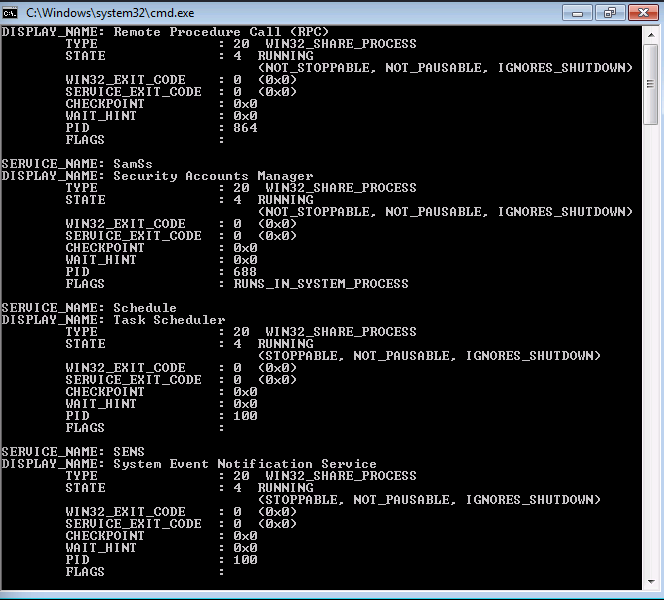 C:\Windows\system32\cmd.exe
DISPLAY_NAME: Remote Procedure Call (RPC)
        TYPE               : 20  WIN32_SHARE_PROCESS
        STATE              : 4  RUNNING
                                (NOT_STOPPABLE, NOT_PAUSABLE, IGNORES_SHUTDOWN)
        WIN32_EXIT_CODE    : 0  (0x0)
        SERVICE_EXIT_CODE  : 0  (0x0)
        CHECKPOINT         : 0x0
        WAIT_HINT          : 0x0
        PID                : 864
        FLAGS              :
SERVICE_NAME: SamSs
DISPLAY_NAME: Security Accounts Manager
        TYPE               : 20  WIN32_SHARE_PROCESS
        STATE              : 4  RUNNING
                                (NOT_STOPPABLE, NOT_PAUSABLE, IGNORES_SHUTDOWN)
        WIN32_EXIT_CODE    : 0  (0x0)
        SERVICE_EXIT_CODE  : 0  (0x0)
        CHECKPOINT         : 0x0
        WAIT_HINT          : 0x0
        PID                : 688
        FLAGS              : RUNS_IN_SYSTEM_PROCESS
SERVICE_NAME: Schedule
DISPLAY_NAME: Task Scheduler
        TYPE               : 20  WIN32_SHARE_PROCESS
        STATE              : 4  RUNNING
                                (STOPPABLE, NOT_PAUSABLE, IGNORES_SHUTDOWN)
        WIN32_EXIT_CODE    : 0  (0x0)
        SERVICE_EXIT_CODE  : 0  (0x0)
        CHECKPOINT         : 0x0
        WAIT_HINT          : 0x0
        PID                : 100
        FLAGS              :
SERVICE_NAME: SENS
DISPLAY_NAME: System Event Notification Service
        TYPE               : 20  WIN32_SHARE_PROCESS
        STATE              : 4  RUNNING
                                (STOPPABLE, NOT_PAUSABLE, IGNORES_SHUTDOWN)
        WIN32_EXIT_CODE    : 0  (0x0)
        SERVICE_EXIT_CODE  : 0  (0x0)
        CHECKPOINT         : 0x0
        WAIT_HINT          : 0x0
        PID                : 100
        FLAGS              :